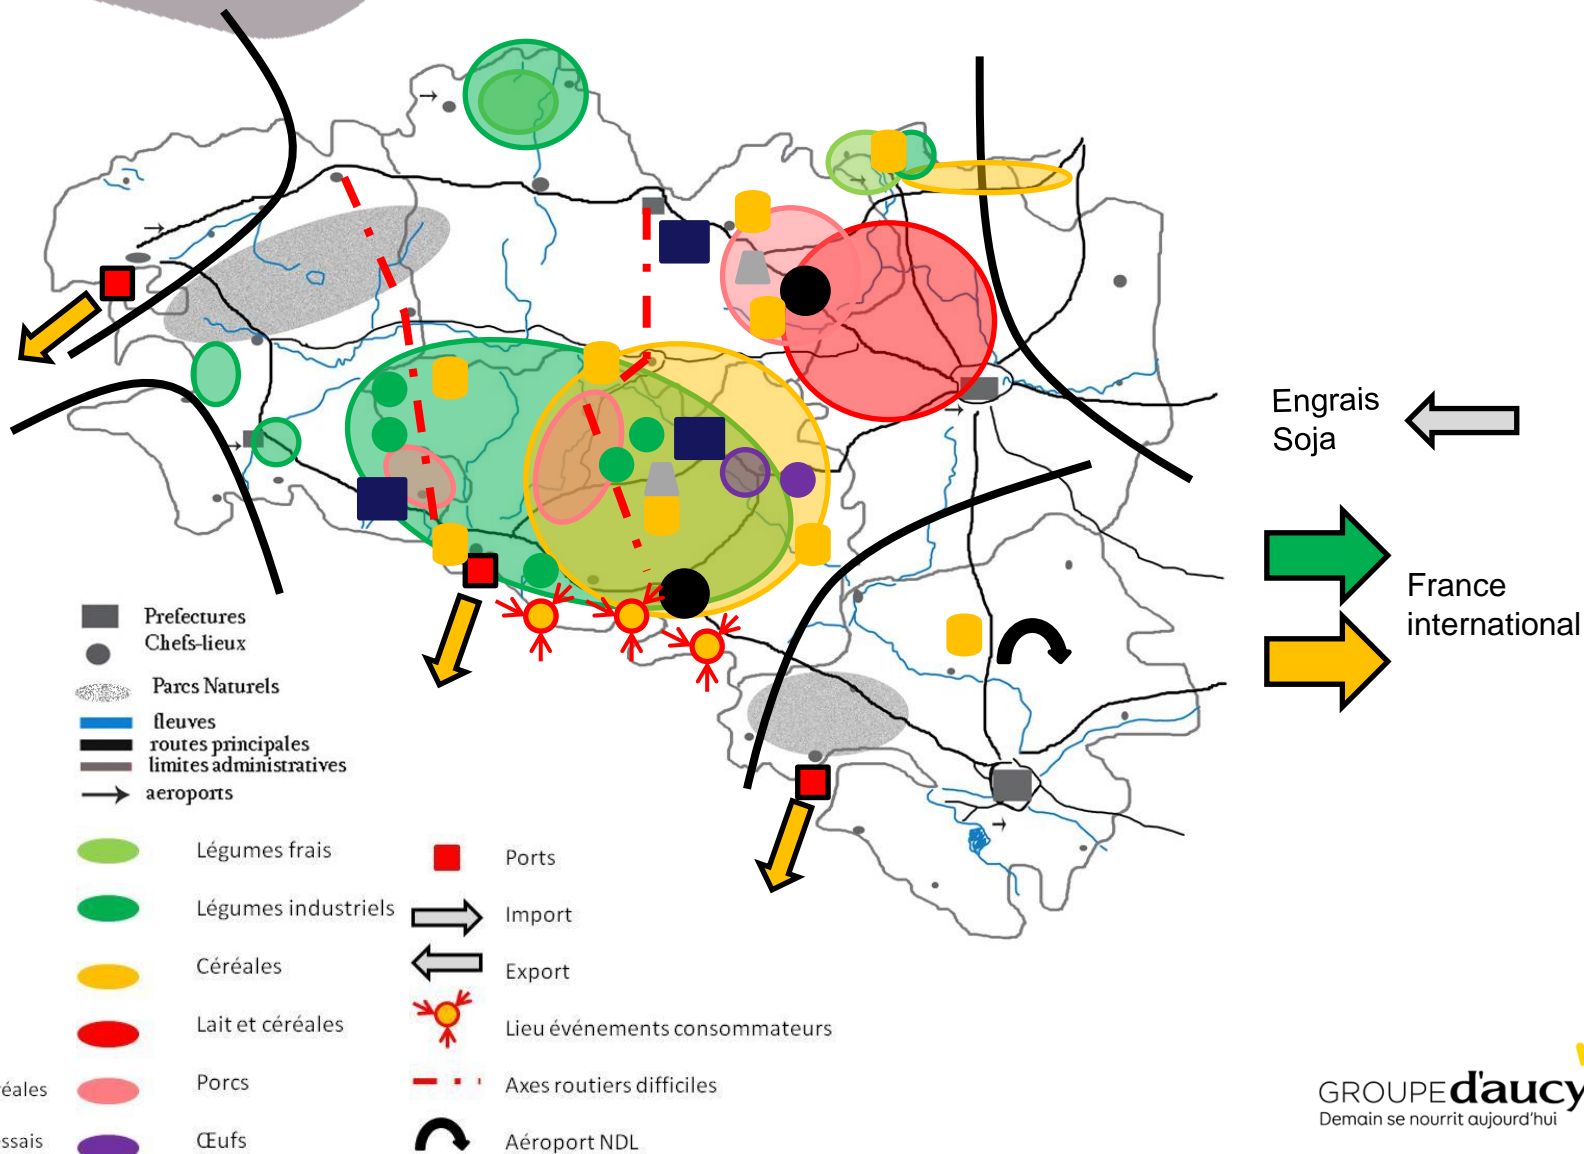 Engrais
Soja
France
international
Prefectures
Chefs-lieux
Parcs Naturels
fleuves
routes principales
limites administratives
aeroports
Légumes frais
Légumes industriels
Céréales
Lait et céréales
Porcs
Œufs
Ports
Import
Export
Lieu événements consommateurs
Axes routiers difficiles
Aéroport NDL
GROUPE d'aucy
Demain se nourrit aujourd'hui